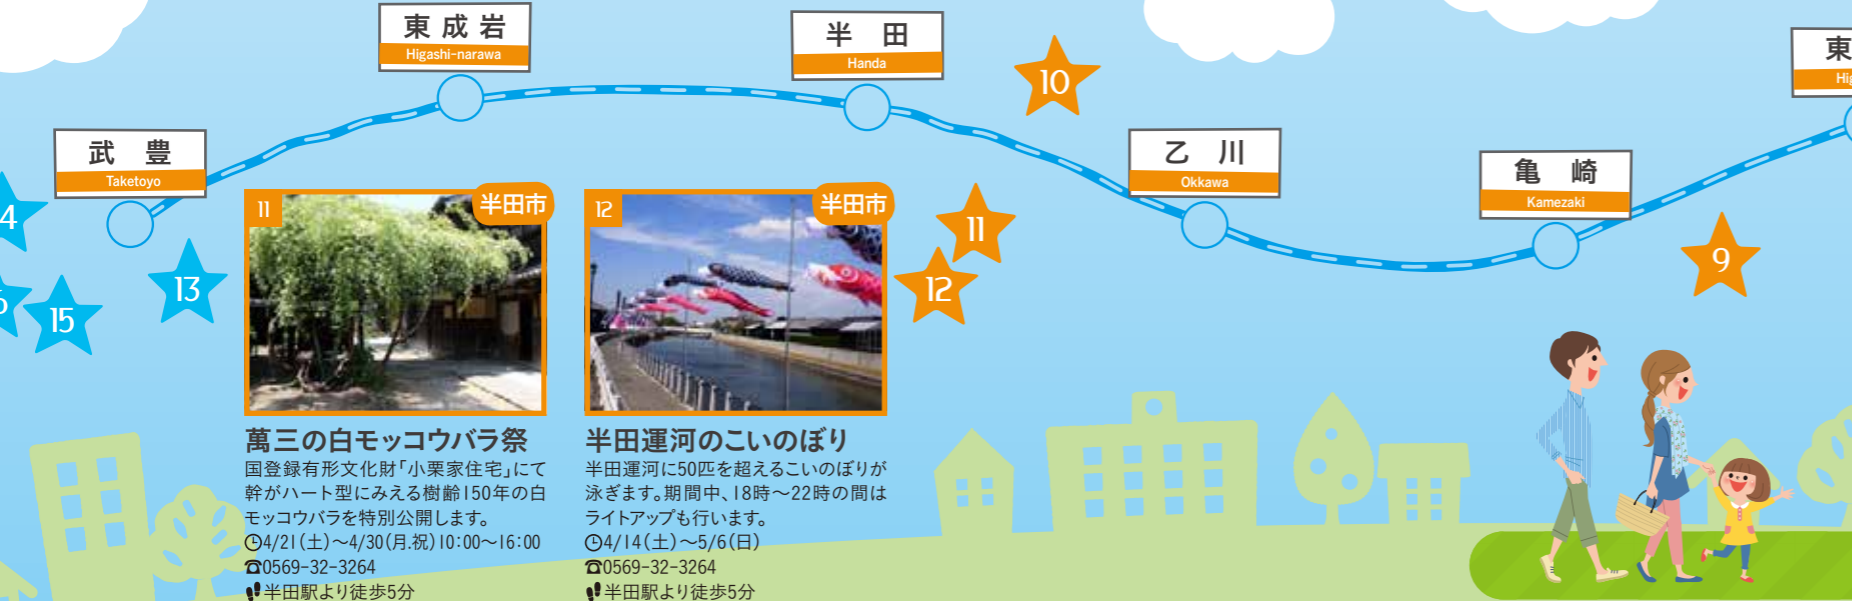 東成岩
Higashi-narawa
半田
Handa
東
Hig
10
武豊
Taketoyo
乙川
Okkawa
亀崎
Kamezaki
4
13
15
11
12
9
11
半田市
萬三の白モッコウバラ祭
国登録有形文化財「小栗家住宅」にて
幹がハート型にみえる樹齢150年の白
モッコウバラを特別公開します。
4/21(土)～4/30(月.祝)10:00～16:00
☎0569-32-3264
半田駅より徒歩5分
12
半田市
半田運河のこいのぼり
半田運河に50匹を超えるこいのぼりが
泳ぎます。期間中、18時～22時の間は
ライトアップも行います。
4/14(土)～5/6(日)
☎0569-32-3264
半田駅より徒歩5分